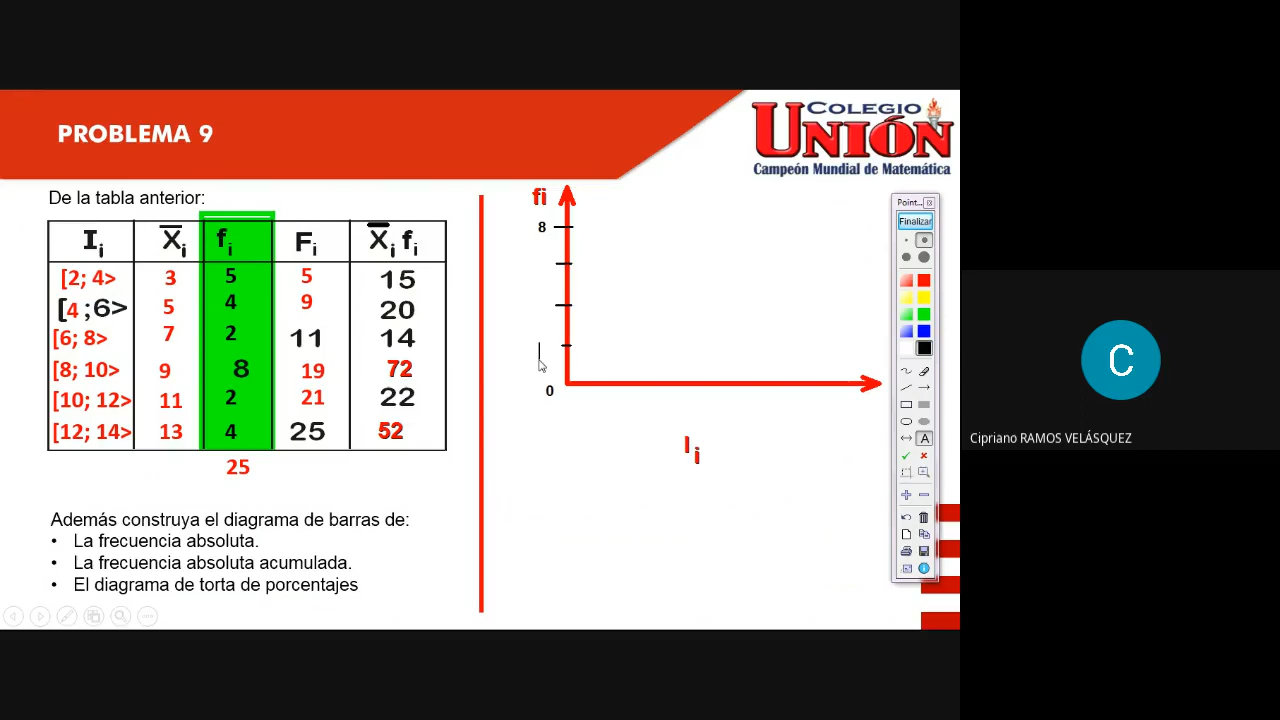 PROBLEMA 9
COLEGIO
UNIÓN
Campeón Mundial de Matemática
De la tabla anterior:
Ii X̅i fi Fi X̅i fi
[2; 4> 3 5 5 15
[4 ;6> 5 4 9 20
[6; 8> 7 2 11 14
[8; 10> 9 8 19 72
[10; 12> 11 2 21 22
[12; 14> 13 4 25 52
25
Además construya el diagrama de barras de:
• La frecuencia absoluta.
• La frecuencia absoluta acumulada.
• El diagrama de torta de porcentajes
fi
8
0
Ii
Point...
Finalizar
A
C
Cipriano RAMOS VELÁSQUEZ